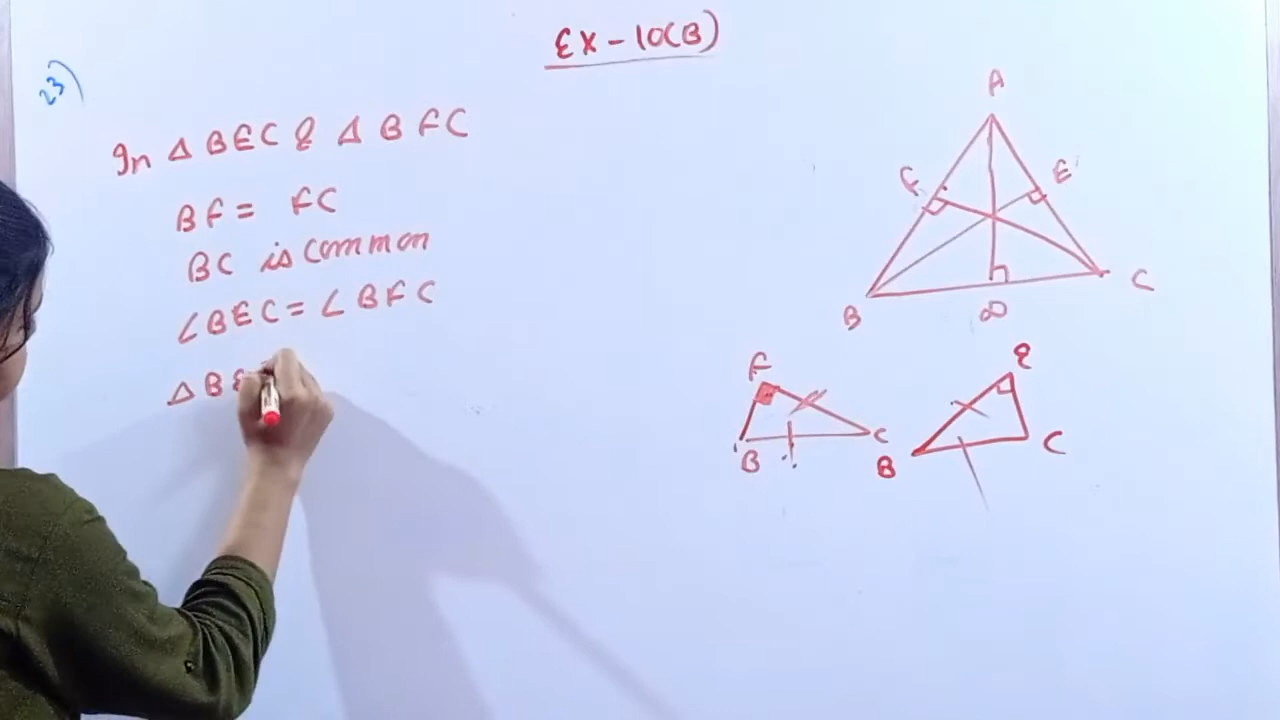 EX-10(B)
23)
In Δ BEC & Δ BFC
BF = FC
BC is common
∠BEC = ∠BFC
Δ BE
A
F
E
B
D
C
F
B
C
E
B
C